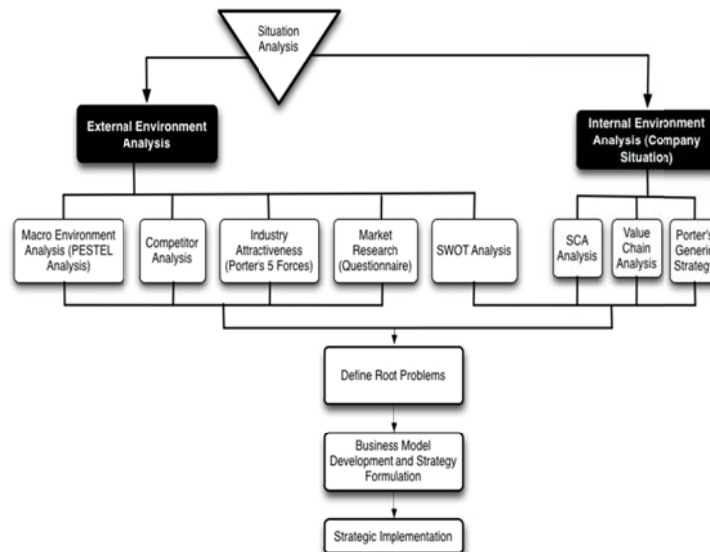 Situation
Analysis
External Environment
Analysis
Internal Environment
Analysis (Company
Situation)
Macro Environment
Analysis (PESTEL
Analysis)
Competitor
Analysis
Industry
Attractiveness
(Porter's 5 Forces)
Market
Research
(Questionnaire)
SWOT Analysis
SCA
Analysis
Value
Chain
Analysis
Porter's
Generic
Strategy
Define Root Problems
Business Model
Development and Strategy
Formulation
Strategic Implementation